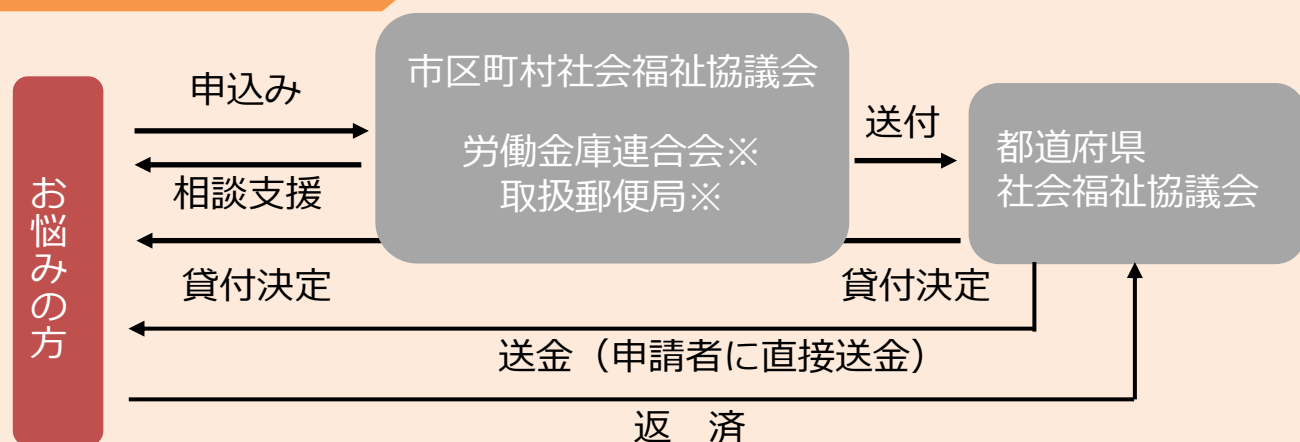 お悩みの方
申込み
相談支援
市区町村社会福祉協議会
労働金庫連合会※
取扱郵便局※
送付
都道府県
社会福祉協議会
貸付決定
貸付決定
送金（申請者に直接送金）
返　済